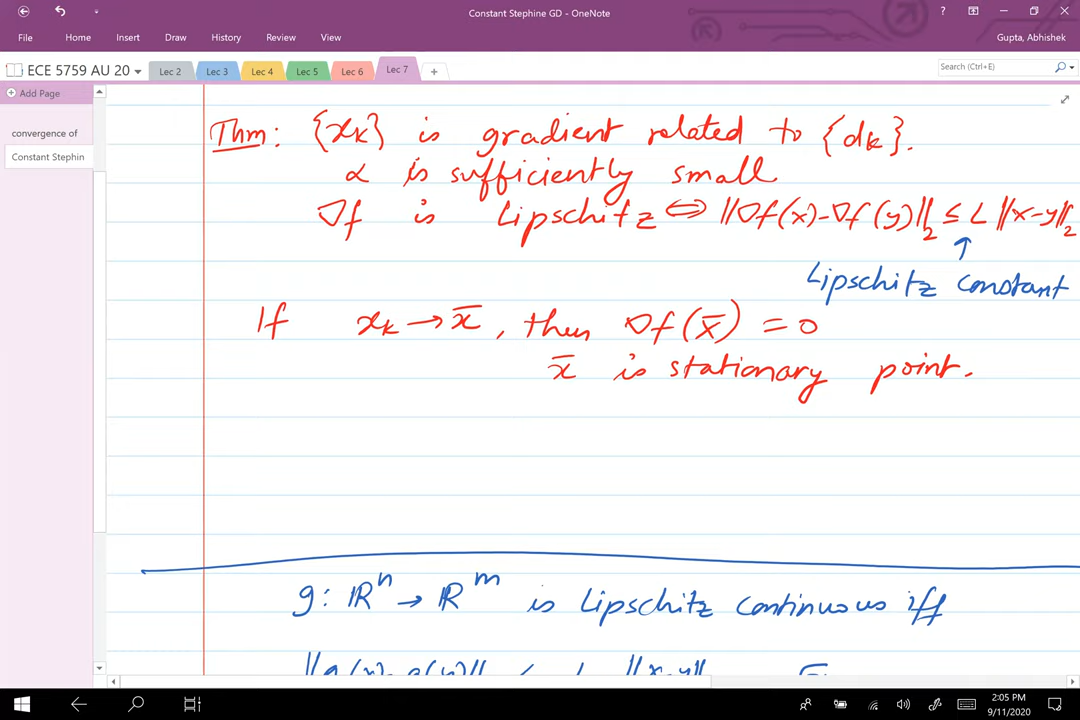 Constant Stephine GD - OneNote
?
Gupta, Abhishek
File Home Insert Draw History Review View
ECE 5759 AU 20
Lec 2 Lec 3 Lec 4 Lec 5 Lec 6 Lec 7 +
Search (Ctrl+E)
Add Page
convergence of
Constant Stephin
Thm: {xₖ} is gradient related to {dₖ}.
α is sufficiently small
∇f is Lipschitz ⇔ ||∇f(x)-∇f(y)||₂ ≤ L ||x-y||₂
↑
Lipschitz constant
If xₖ → x̄, then ∇f(x̄) = 0
x̄ is stationary point.
g: ℝⁿ → ℝᵐ is Lipschitz continuous iff
2:05 PM
9/11/2020